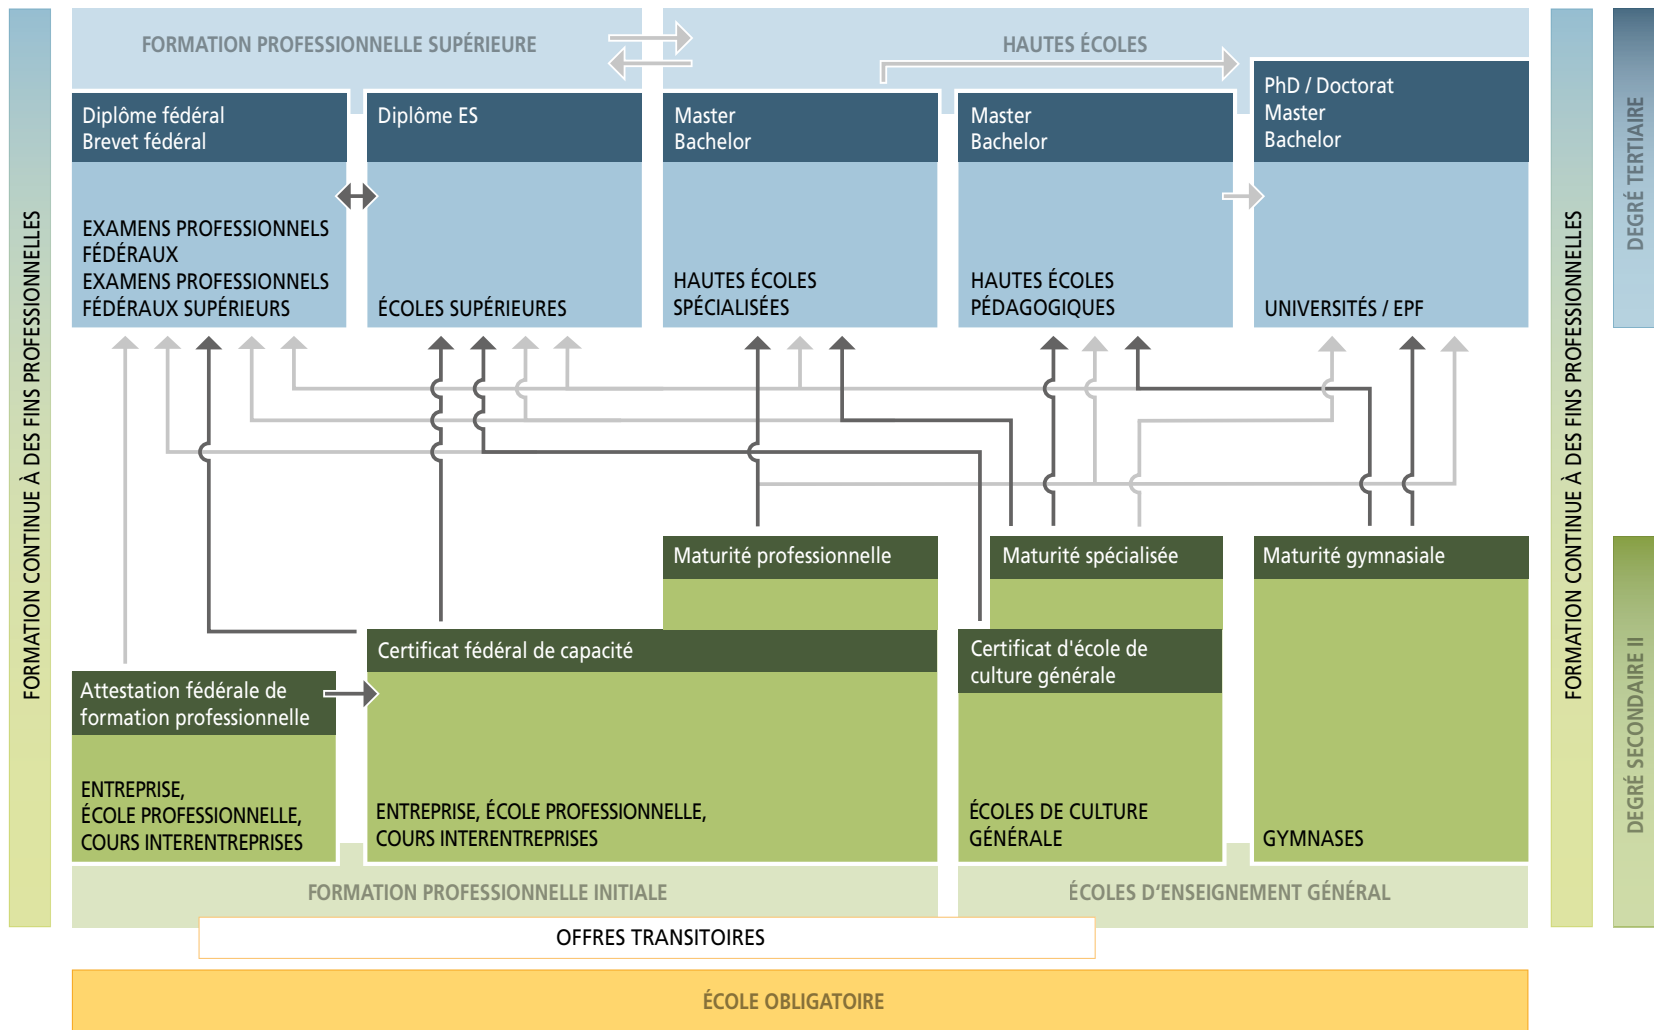 FORMATION CONTINUE À DES FINS PROFESSIONNELLES
FORMATION PROFESSIONNELLE SUPÉRIEURE
HAUTES ÉCOLES
Diplôme fédéral
Brevet fédéral
EXAMENS PROFESSIONNELS
FÉDÉRAUX
EXAMENS PROFESSIONNELS
FÉDÉRAUX SUPÉRIEURS
Diplôme ES
ÉCOLES SUPÉRIEURES
Master
Bachelor
HAUTES ÉCOLES
SPÉCIALISÉES
Master
Bachelor
HAUTES ÉCOLES
PÉDAGOGIQUES
PhD / Doctorat
Master
Bachelor
UNIVERSITÉS / EPF
Maturité professionnelle
Maturité spécialisée
Maturité gymnasiale
Attestation fédérale de
formation professionnelle
ENTREPRISE,
ÉCOLE PROFESSIONNELLE,
COURS INTERENTREPRISES
Certificat fédéral de capacité
ENTREPRISE, ÉCOLE PROFESSIONNELLE,
COURS INTERENTREPRISES
Certificat d'école de
culture générale
ÉCOLES DE CULTURE
GÉNÉRALE
GYMNASES
FORMATION PROFESSIONNELLE INITIALE
ÉCOLES D'ENSEIGNEMENT GÉNÉRAL
OFFRES TRANSITOIRES
ÉCOLE OBLIGATOIRE
FORMATION CONTINUE À DES FINS PROFESSIONNELLES
DEGRÉ TERTIAIRE
DEGRÉ SECONDAIRE II